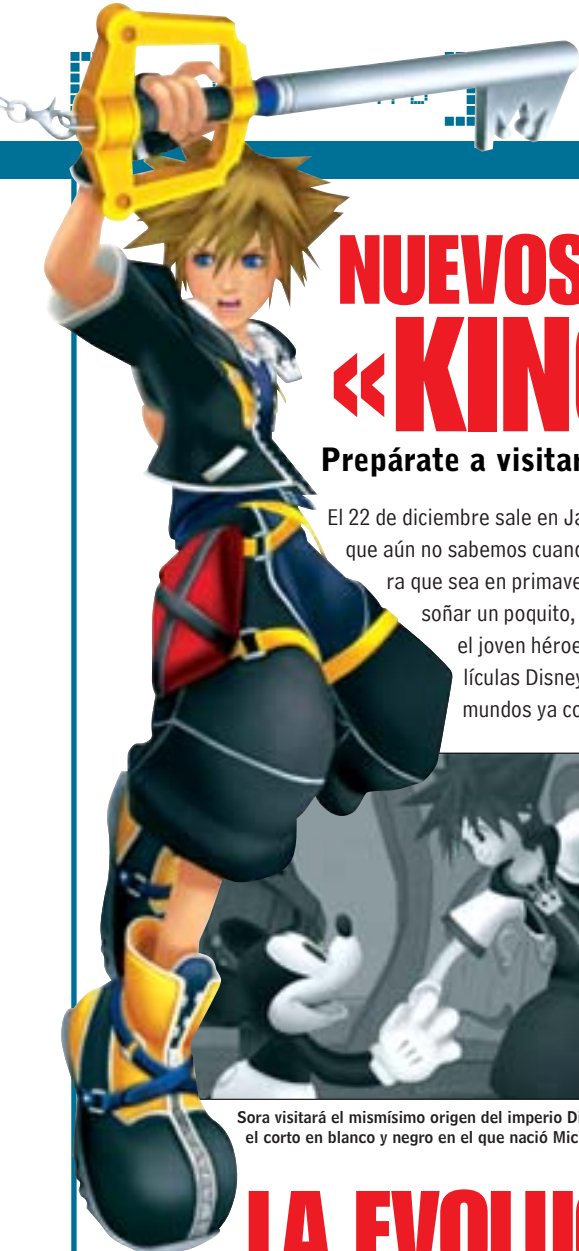 NUEVOS
«KING
Prepárate a visitar
El 22 de diciembre sale en Ja
que aún no sabemos cuand
ra que sea en primave
soñar un poquito,
el joven héroe
lículas Disney
mundos ya co
Sora visitará el mismísimo origen del imperio Di
el corto en blanco y negro en el que nació Mic
LA EVOLUC